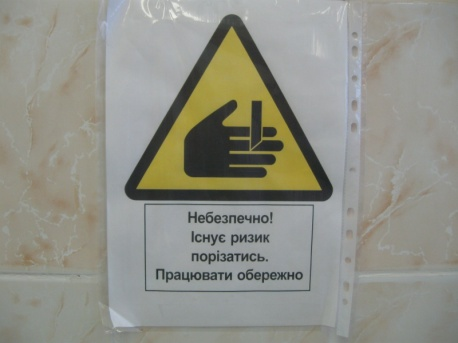 Небезпечно!
Існує ризик
порізатись.
Працювати обережно